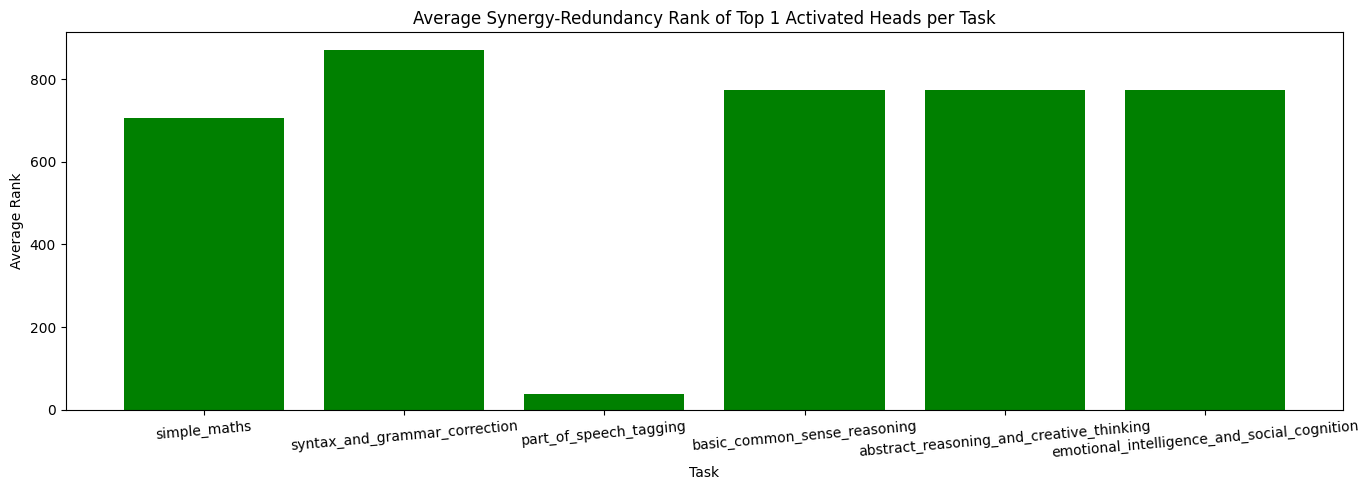 Average Synergy-Redundancy Rank of Top 1 Activated Heads per Task
Average Rank
800
600
400
200
0
simple_maths
syntax_and_grammar_correction
part_of_speech_tagging
basic_common_sense_reasoning
abstract_reasoning_and_creative_thinking
emotional_intelligence_and_social_cognition
Task